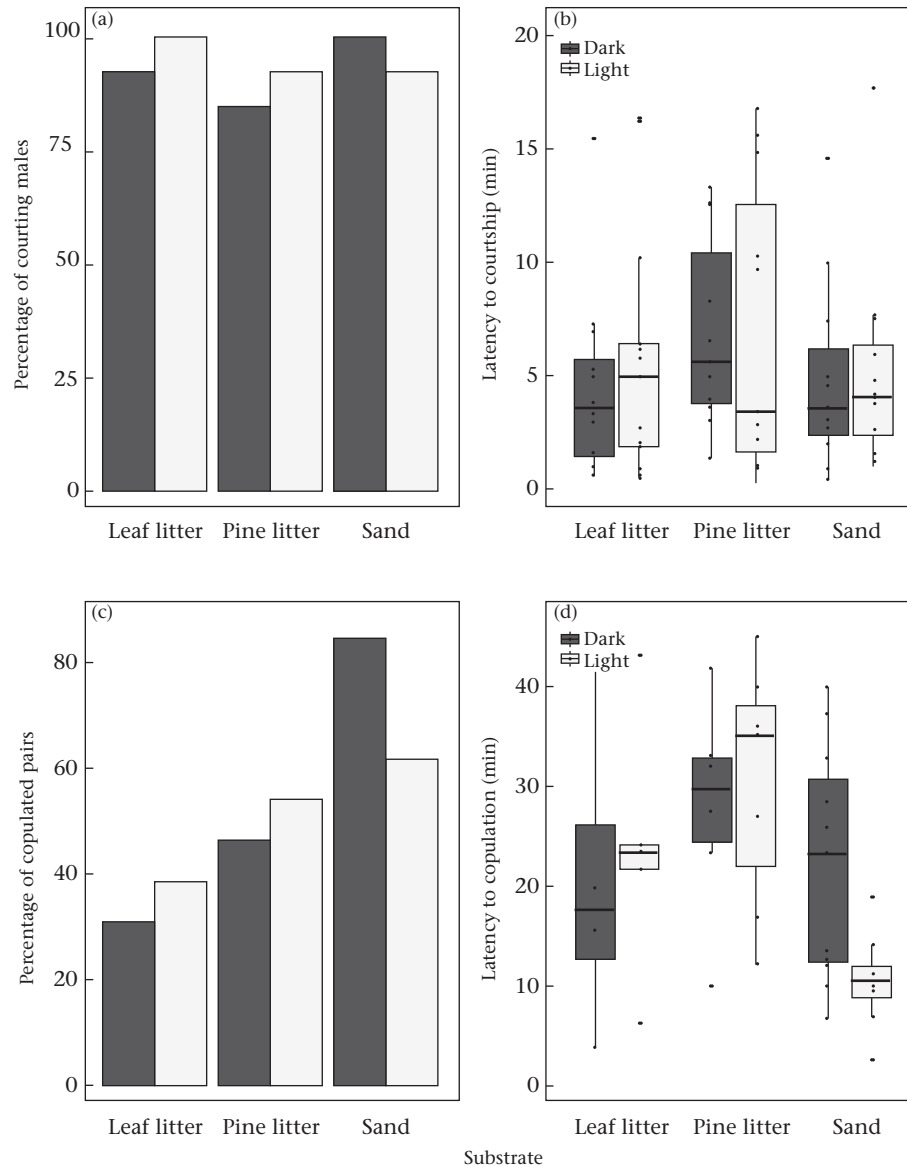 (a)
100
75
50
25
0
Percentage of courting males
Leaf litter Pine litter Sand
(b)
Dark
Light
20
15
10
5
0
Latency to courtship (min)
Leaf litter Pine litter Sand
(c)
80
60
40
20
0
Percentage of copulated pairs
Leaf litter Pine litter Sand
(d)
Dark
Light
40
30
20
10
0
Latency to copulation (min)
Leaf litter Pine litter Sand
Substrate